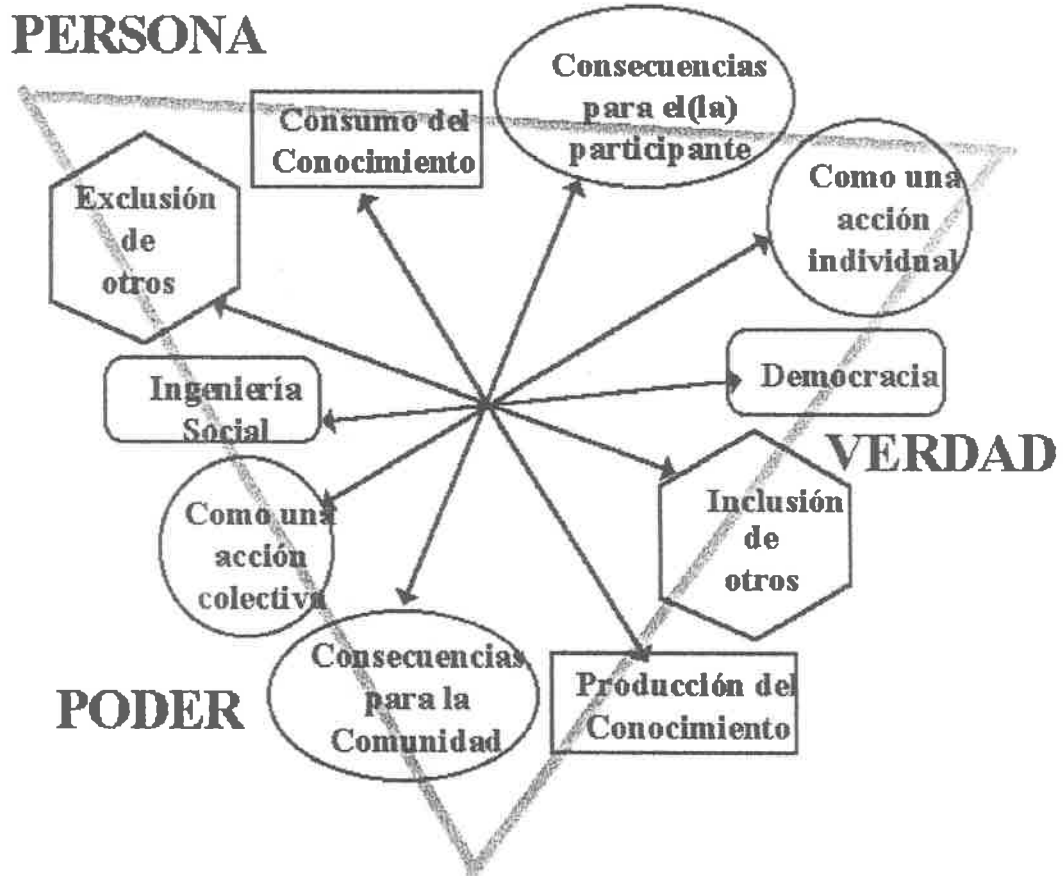 PERSONA
Consecuencias
para el(la)
participante
Consumo del
Conocimiento
Como una
acción
individual
Exclusión
de
otros
Ingeniería
Social
Democracia
VERDAD
Como una
acción
colectiva
Inclusión
de
otros
PODER
Consecuencias
para la
Comunidad
Producción del
Conocimiento